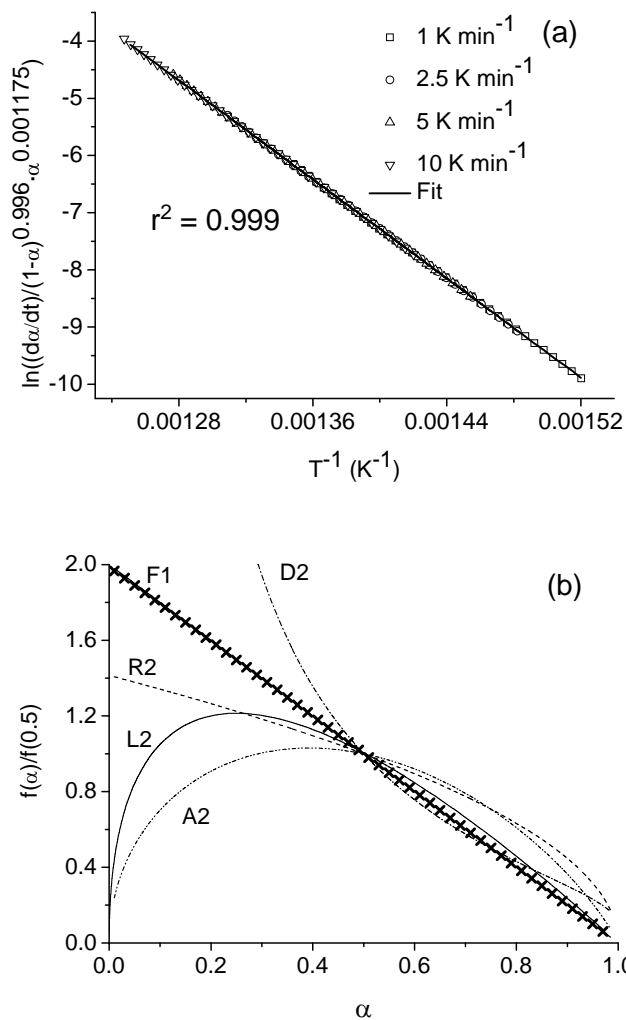 (a)
1 K min⁻¹
2.5 K min⁻¹
5 K min⁻¹
10 K min⁻¹
Fit
r² = 0.999
ln((dα/dt)/(1-α)^0.996·α^0.001175)
-4
-5
-6
-7
-8
-9
-10
0.00128 0.00136 0.00144 0.00152
T⁻¹ (K⁻¹)
(b)
F1
D2
R2
L2
A2
f(α)/f(0.5)
2.0
1.6
1.2
0.8
0.4
0.0
0.0 0.2 0.4 0.6 0.8 1.0
α